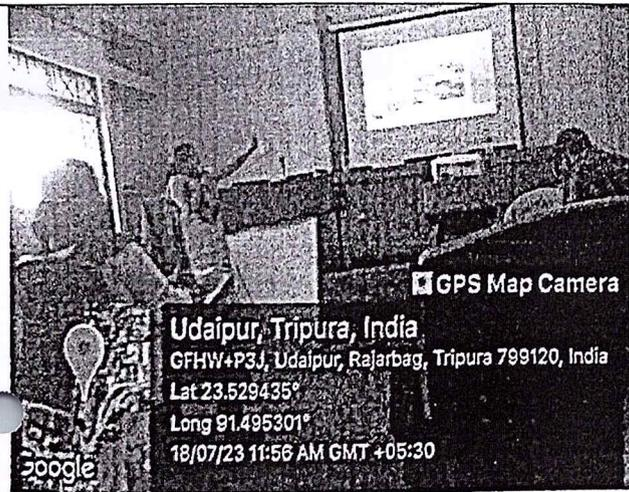 GPS Map Camera
Udaipur, Tripura, India
GFHW+P3J, Udaipur, Rajarbag, Tripura 799120, India
Lat 23.529435°
Long 91.495301°
18/07/23 11:56 AM GMT +05:30
Google